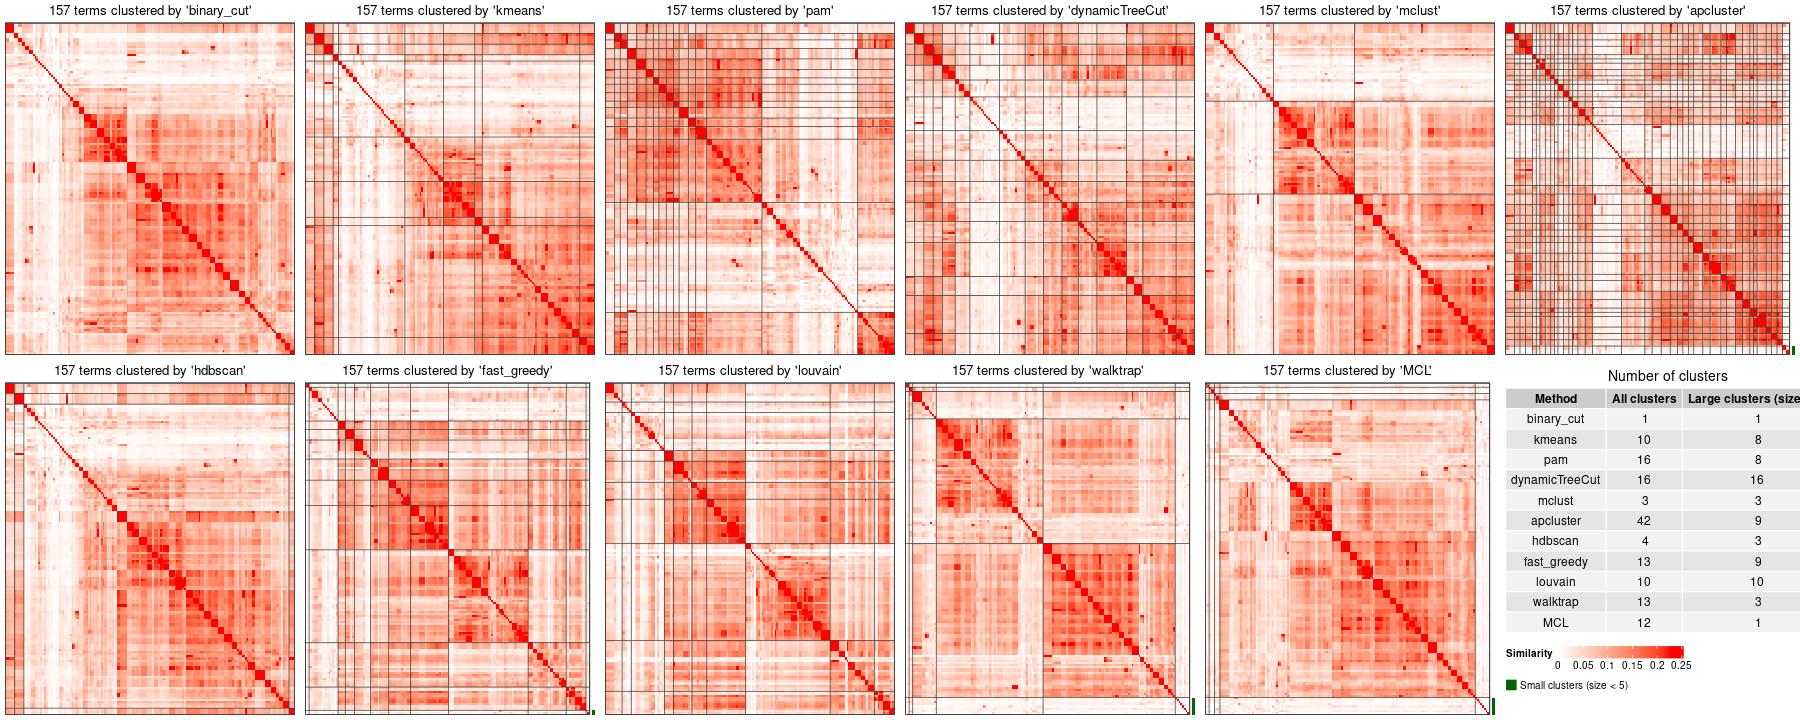 157 terms clustered by 'binary_cut'
157 terms clustered by 'kmeans'
157 terms clustered by 'pam'
157 terms clustered by 'dynamicTreeCut'
157 terms clustered by 'mclust'
157 terms clustered by 'apcluster'
157 terms clustered by 'hdbscan'
157 terms clustered by 'fast_greedy'
157 terms clustered by 'louvain'
157 terms clustered by 'walktrap'
157 terms clustered by 'MCL'
Number of clusters
Method All clusters Large clusters (size
binary_cut 1 1
kmeans 10 8
pam 16 8
dynamicTreeCut 16 16
mclust 3 3
apcluster 42 9
hdbscan 4 3
fast_greedy 13 9
louvain 10 10
walktrap 13 3
MCL 12 1
Similarity
0 0.05 0.1 0.15 0.2 0.25
Small clusters (size < 5)